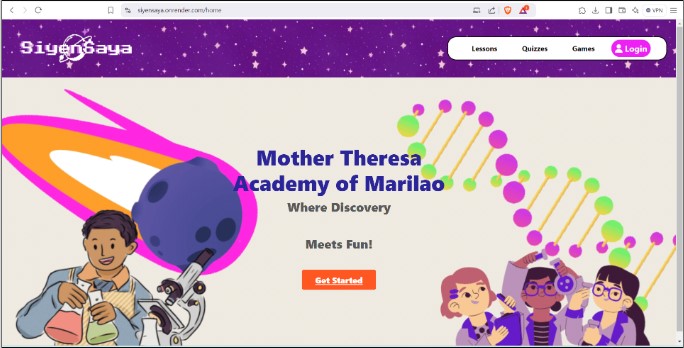 siyensaya.onrender.com/home
VPN
SiyenSaya
Lessons
Quizzes
Games
Login
Mother Theresa
Academy of Marilao
Where Discovery
Meets Fun!
Get Started